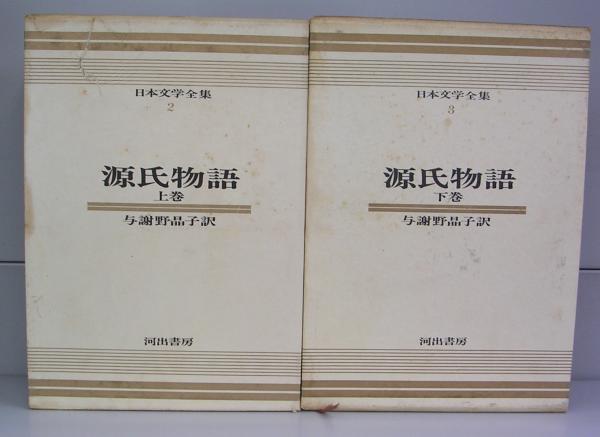 日本文学全集
2
源氏物語
上巻
与謝野晶子訳
河出書房
日本文学全集
3
源氏物語
下巻
与謝野晶子訳
河出書房